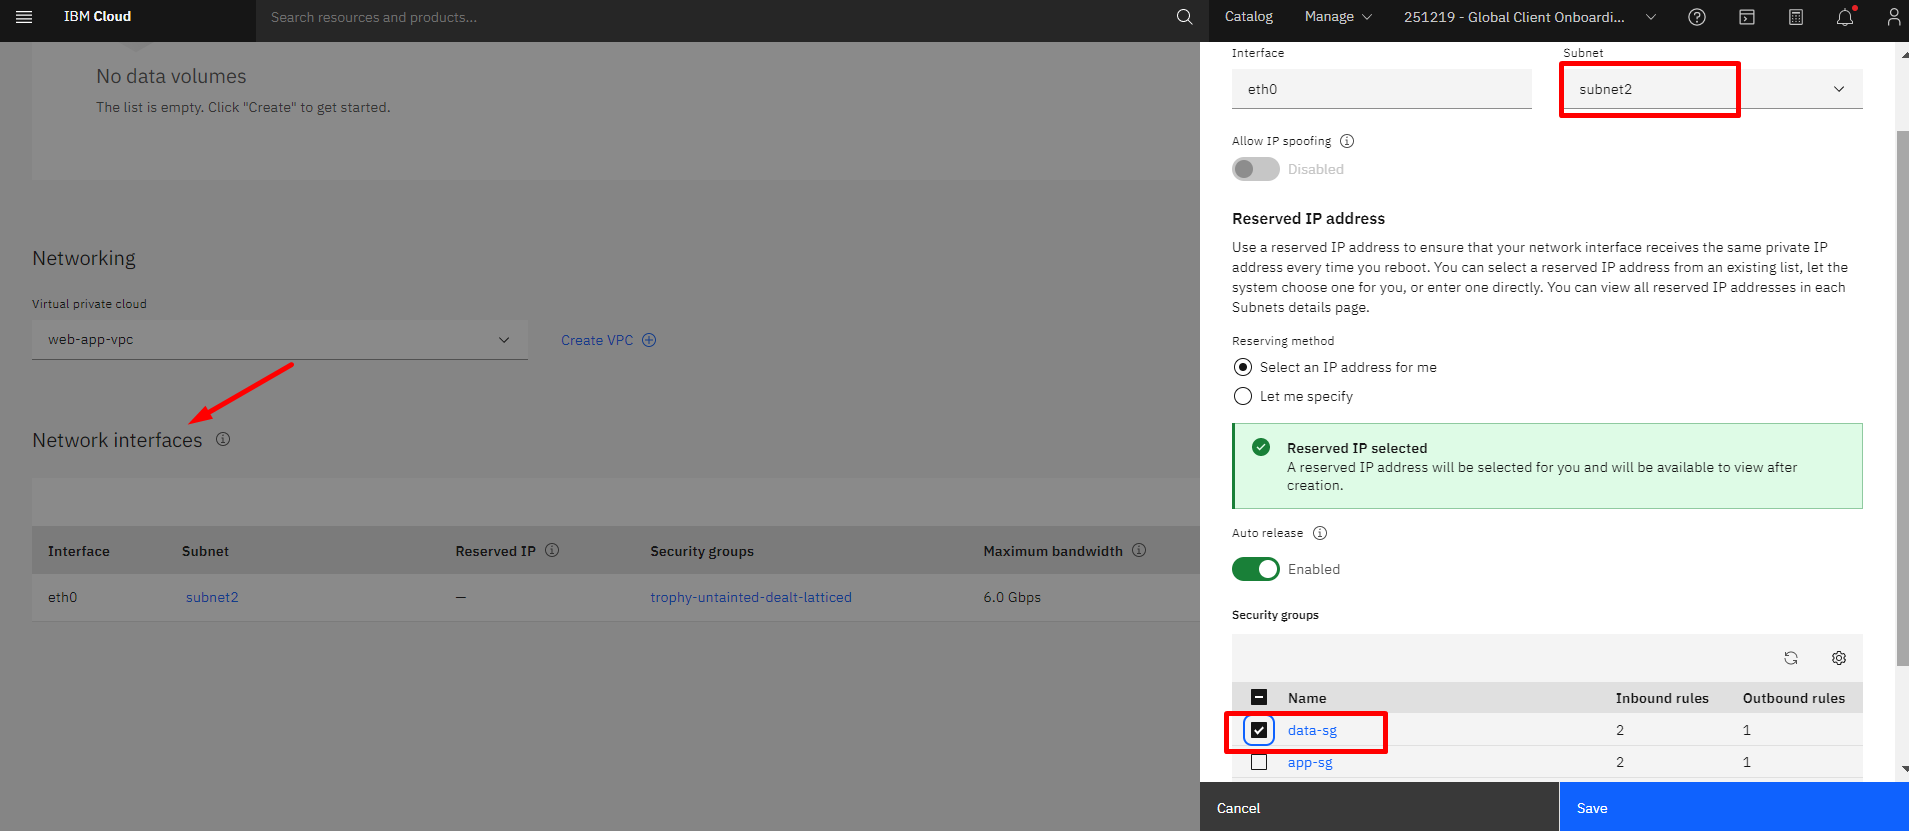 IBM Cloud
Search resources and products...
Catalog
Manage
251219 - Global Client Onboardi...
No data volumes
The list is empty. Click "Create" to get started.
Networking
Virtual private cloud
web-app-vpc
Create VPC
Network interfaces
Interface Subnet Reserved IP Security groups Maximum bandwidth
eth0 subnet2 — trophy-untainted-dealt-latticed 6.0 Gbps
Interface
eth0
Subnet
subnet2
Allow IP spoofing
Disabled
Reserved IP address
Use a reserved IP address to ensure that your network interface receives the same private IP
address every time you reboot. You can select a reserved IP address from an existing list, let the
system choose one for you, or enter one directly. You can view all reserved IP addresses in each
Subnets details page.
Reserving method
Select an IP address for me
Let me specify
Reserved IP selected
A reserved IP address will be selected for you and will be available to view after
creation.
Auto release
Enabled
Security groups
Name Inbound rules Outbound rules
data-sg 2 1
app-sg 2 1
Cancel
Save